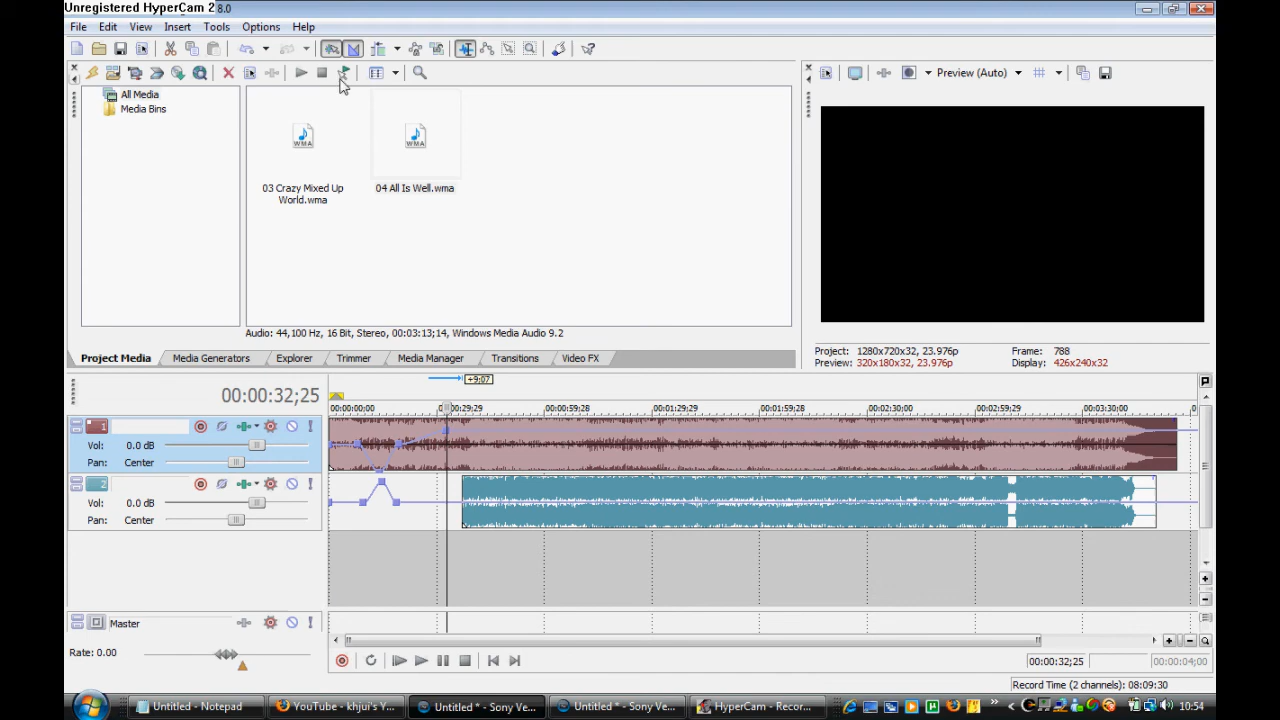 Unregistered HyperCam 2 8.0
File Edit View Insert Tools Options Help
All Media
Media Bins
WMA
WMA
03 Crazy Mixed Up
World.wma
04 All Is Well.wma
Audio: 44,100 Hz, 16 Bit, Stereo, 00:03:13;14, Windows Media Audio 9.2
Project Media Media Generators Explorer Trimmer Media Manager Transitions Video FX
Preview (Auto)
Project: 1280x720x32, 23.976p Frame: 788
Preview: 320x180x32, 23.976p Display: 426x240x32
00:00:32;25
+9;07
00:00:00;00 0:00:29;29 00:00:59;28 00:01:29;29 00:01:59;28 00:02:30;00 00:02:59;29 00:03:30;00 0
1
Vol: 0.0 dB
Pan: Center
2
Vol: 0.0 dB
Pan: Center
Master
Rate: 0.00
00:00:32;25 00:00:04;00
Record Time (2 channels): 08:09:30
Untitled - Notepad YouTube - khjui's Y... Untitled * - Sony Ve... Untitled * - Sony Ve... HyperCam - Recor... 10:54